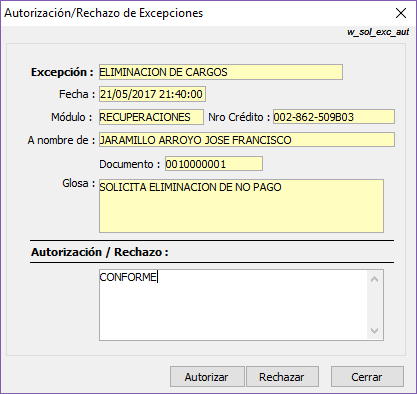 Autorización/Rechazo de Excepciones
w_sol_exc_aut
Excepción : ELIMINACION DE CARGOS
Fecha : 21/05/2017 21:40:00
Módulo : RECUPERACIONES Nro Crédito : 002-862-509B03
A nombre de : JARAMILLO ARROYO JOSE FRANCISCO
Documento : 0010000001
Glosa : SOLICITA ELIMINACION DE NO PAGO
Autorización / Rechazo :
CONFORME
Autorizar Rechazar Cerrar